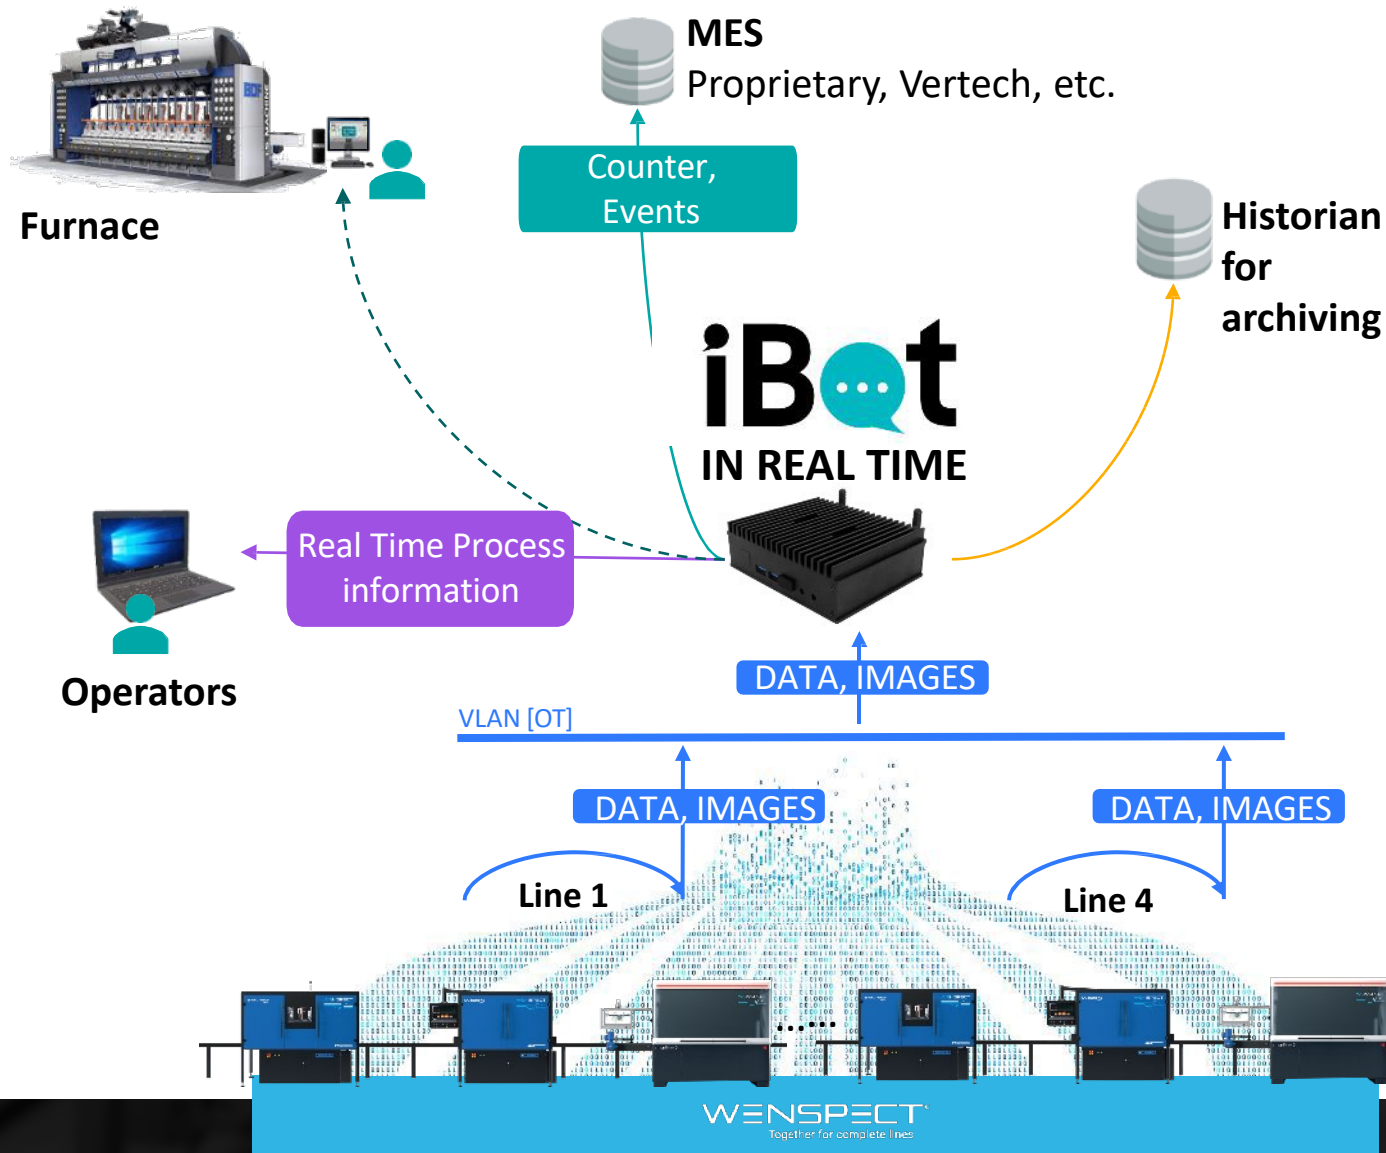 MES
Proprietary, Vertech, etc.
BDF
Counter,
Events
Furnace
Historian
for
archiving
iBot
IN REAL TIME
Real Time Process
information
Operators
DATA, IMAGES
VLAN [OT]
DATA, IMAGES
DATA, IMAGES
Line 1
Line 4
......
WENSPECT
Together for complete lines